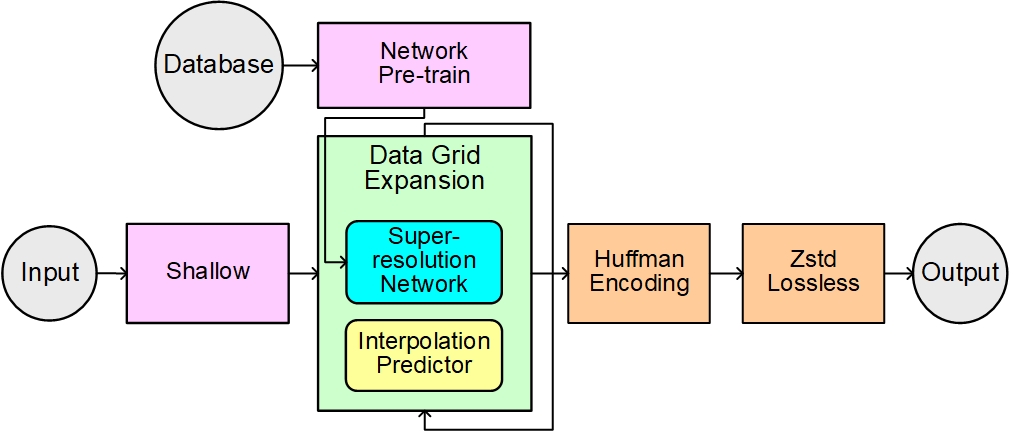 Database
Network
Pre-train
Data Grid
Expansion
Input
Shallow
Super-
resolution
Network
Interpolation
Predictor
Huffman
Encoding
Zstd
Lossless
Output